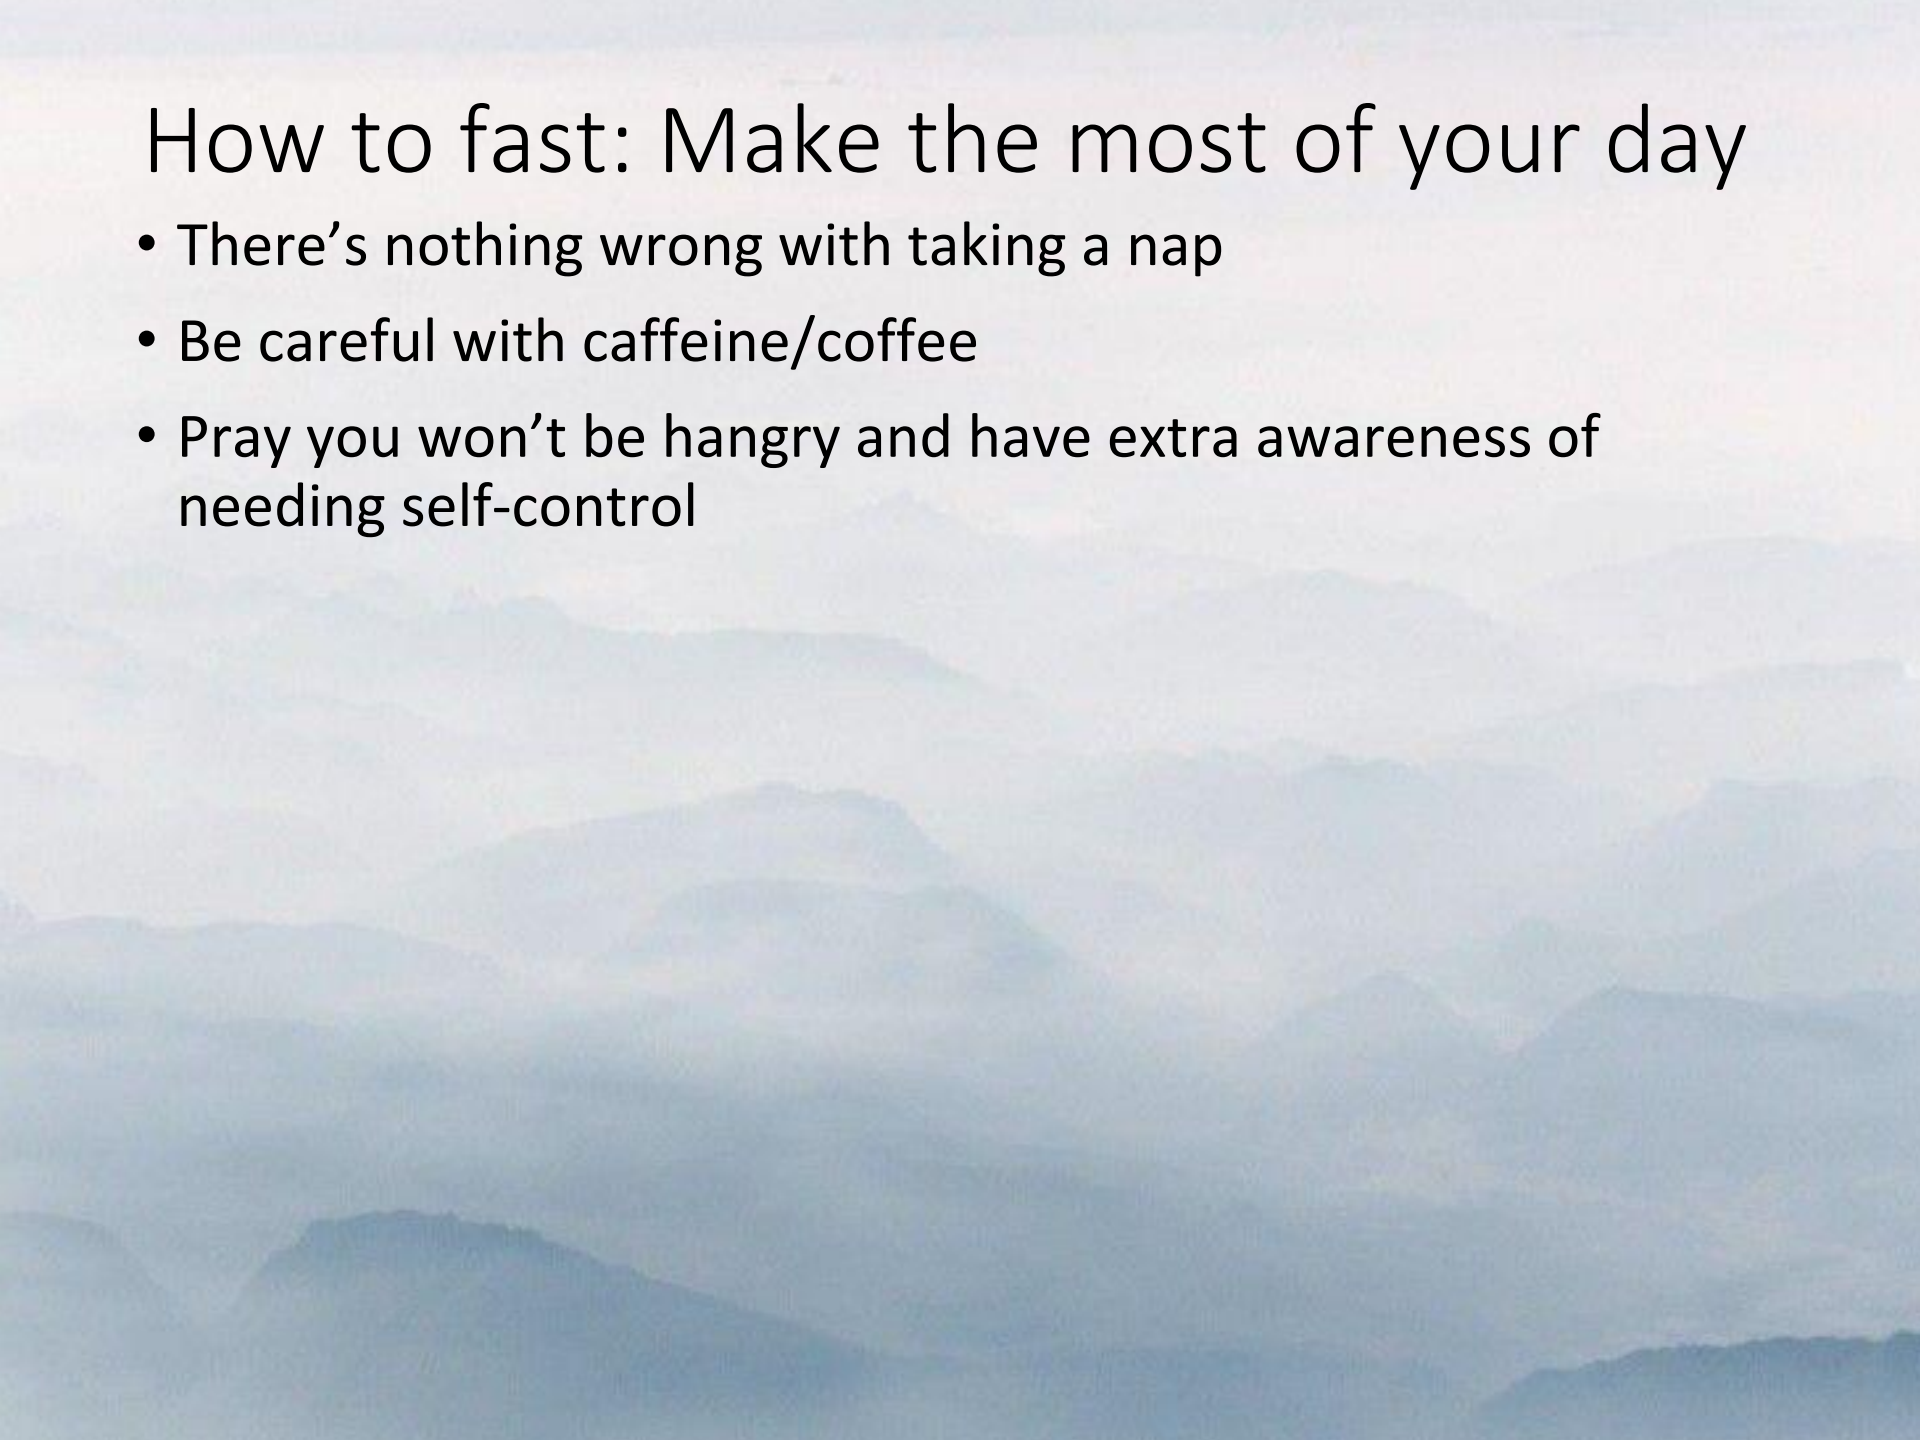 How to fast: Make the most of your day
• There’s nothing wrong with taking a nap
• Be careful with caffeine/coffee
• Pray you won’t be hangry and have extra awareness of
needing self-control